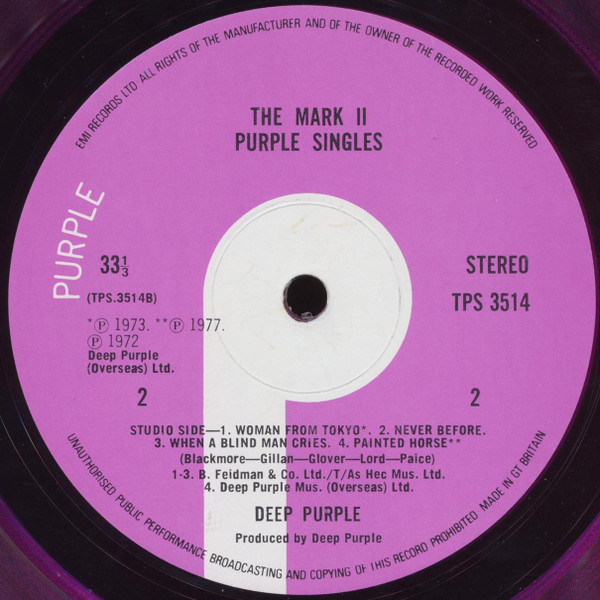 EMI RECORDS LTD ALL RIGHTS OF THE MANUFACTURER AND OF THE OWNER OF THE RECORDED WORK RESERVED
THE MARK II
PURPLE SINGLES
PURPLE
33⅓
STEREO
(TPS.3514B)
TPS 3514
*Ⓟ 1973. **Ⓟ 1977.
Ⓟ 1972
Deep Purple
(Overseas) Ltd.
2
2
STUDIO SIDE—1. WOMAN FROM TOKYO*. 2. NEVER BEFORE.
3. WHEN A BLIND MAN CRIES. 4. PAINTED HORSE**
(Blackmore—Gillan—Glover—Lord—Paice)
1-3. B. Feidman & Co. Ltd./T/As Hec Mus. Ltd.
4. Deep Purple Mus. (Overseas) Ltd.
DEEP PURPLE
Produced by Deep Purple
UNAUTHORISED PUBLIC PERFORMANCE BROADCASTING AND COPYING OF THIS RECORD PROHIBITED MADE IN GT BRITAIN